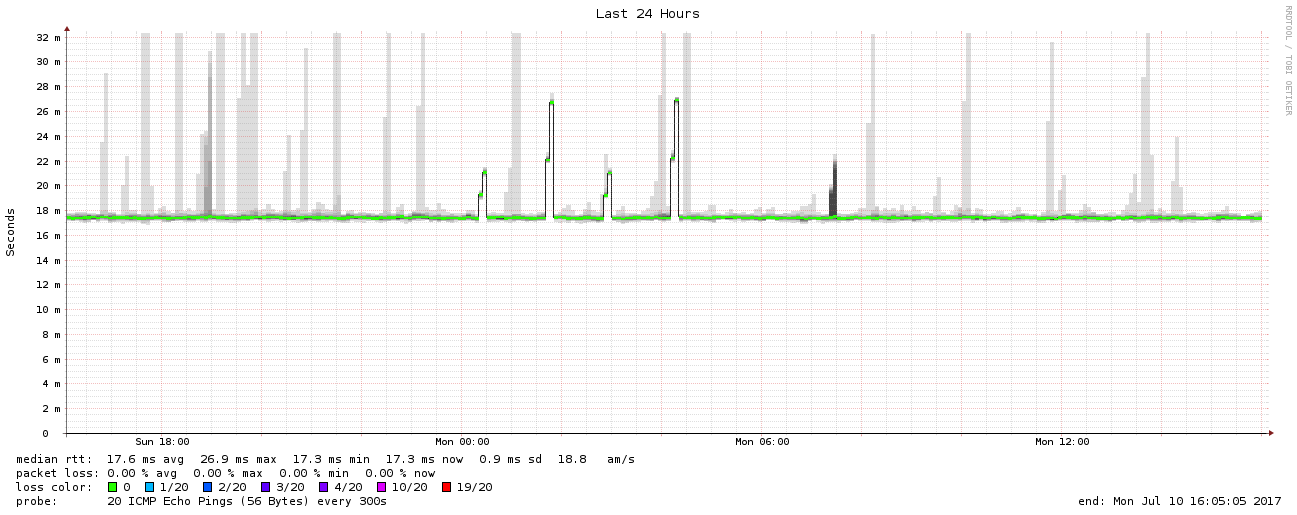 Last 24 Hours
RRDTOOL / TOBI OETIKER
32 m
30 m
28 m
26 m
24 m
22 m
20 m
18 m
16 m
14 m
12 m
10 m
8 m
6 m
4 m
2 m
0
Seconds
Sun 18:00 Mon 00:00 Mon 06:00 Mon 12:00
median rtt: 17.6 ms avg 26.9 ms max 17.3 ms min 17.3 ms now 0.9 ms sd 18.8 am/s
packet loss: 0.00 % avg 0.00 % max 0.00 % min 0.00 % now
loss color: 0 1/20 2/20 3/20 4/20 10/20 19/20
probe: 20 ICMP Echo Pings (56 Bytes) every 300s
end: Mon Jul 10 16:05:05 2017